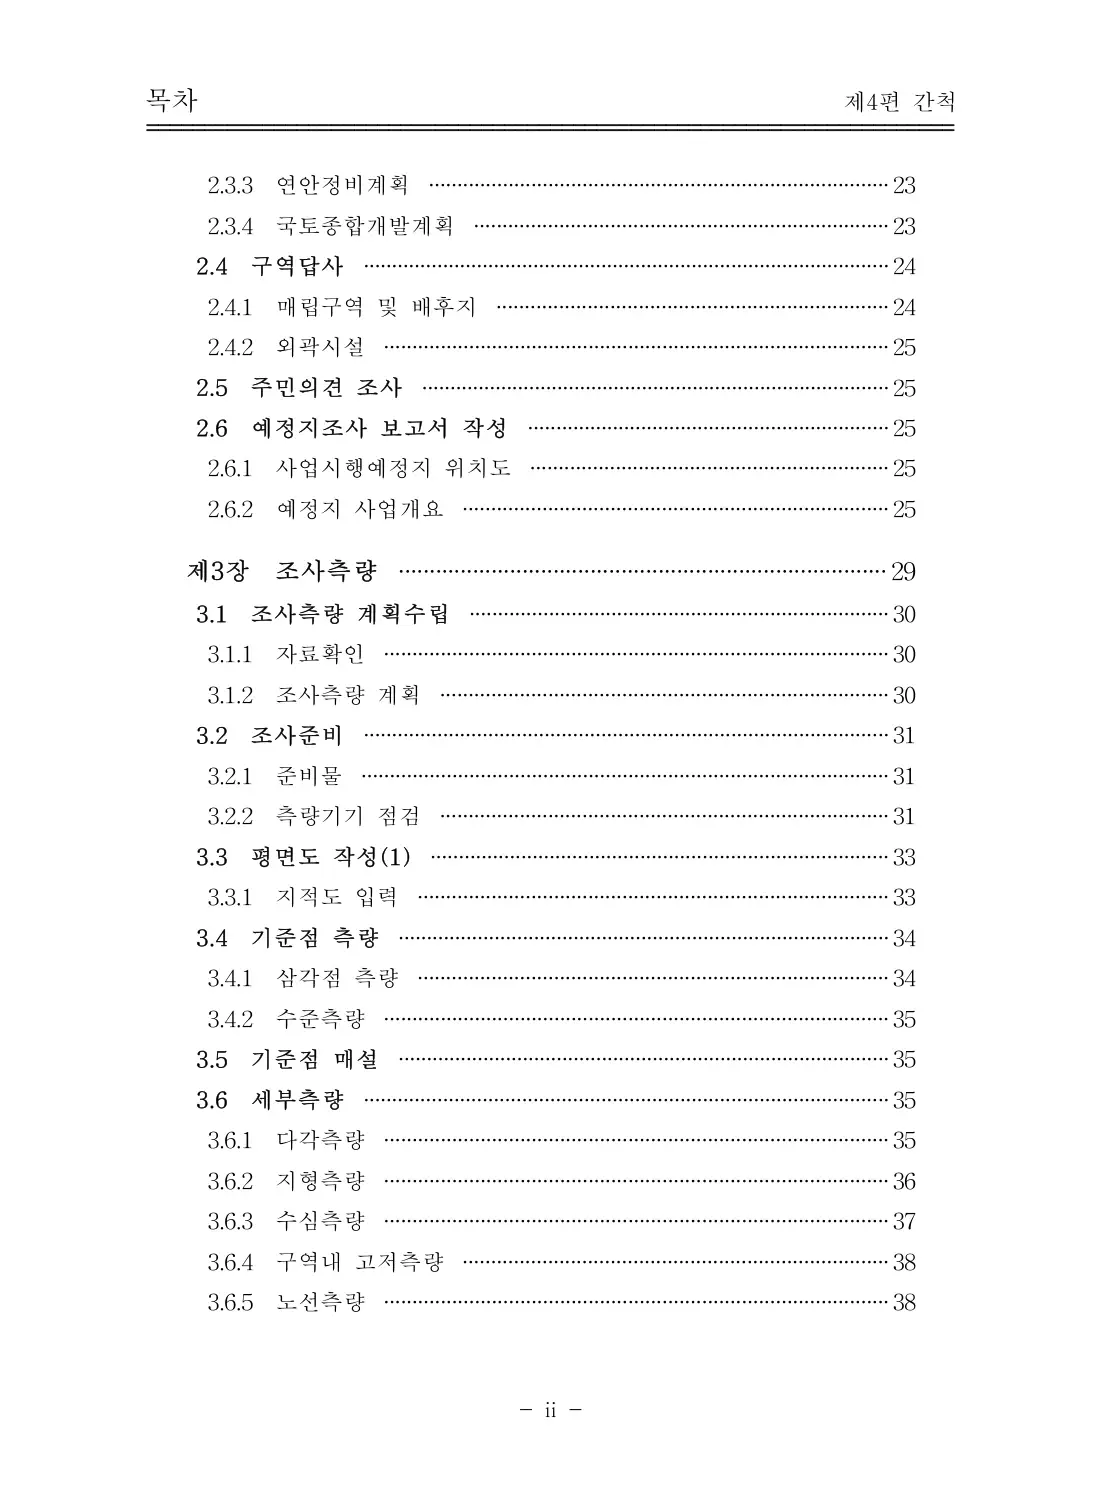 목차 제4편 간척
2.3.3 연안정비계획 ································ 23
2.3.4 국토종합개발계획 ································ 23
2.4 구역답사 ································ 24
2.4.1 매립구역 및 배후지 ································ 24
2.4.2 외곽시설 ································ 25
2.5 주민의견 조사 ································ 25
2.6 예정지조사 보고서 작성 ································ 25
2.6.1 사업시행예정지 위치도 ································ 25
2.6.2 예정지 사업개요 ································ 25
제3장 조사측량 ································ 29
3.1 조사측량 계획수립 ································ 30
3.1.1 자료확인 ································ 30
3.1.2 조사측량 계획 ································ 30
3.2 조사준비 ································ 31
3.2.1 준비물 ································ 31
3.2.2 측량기기 점검 ································ 31
3.3 평면도 작성(1) ································ 33
3.3.1 지적도 입력 ································ 33
3.4 기준점 측량 ································ 34
3.4.1 삼각점 측량 ································ 34
3.4.2 수준측량 ································ 35
3.5 기준점 매설 ································ 35
3.6 세부측량 ································ 35
3.6.1 다각측량 ································ 35
3.6.2 지형측량 ································ 36
3.6.3 수심측량 ································ 37
3.6.4 구역내 고저측량 ································ 38
3.6.5 노선측량 ································ 38
- ii -